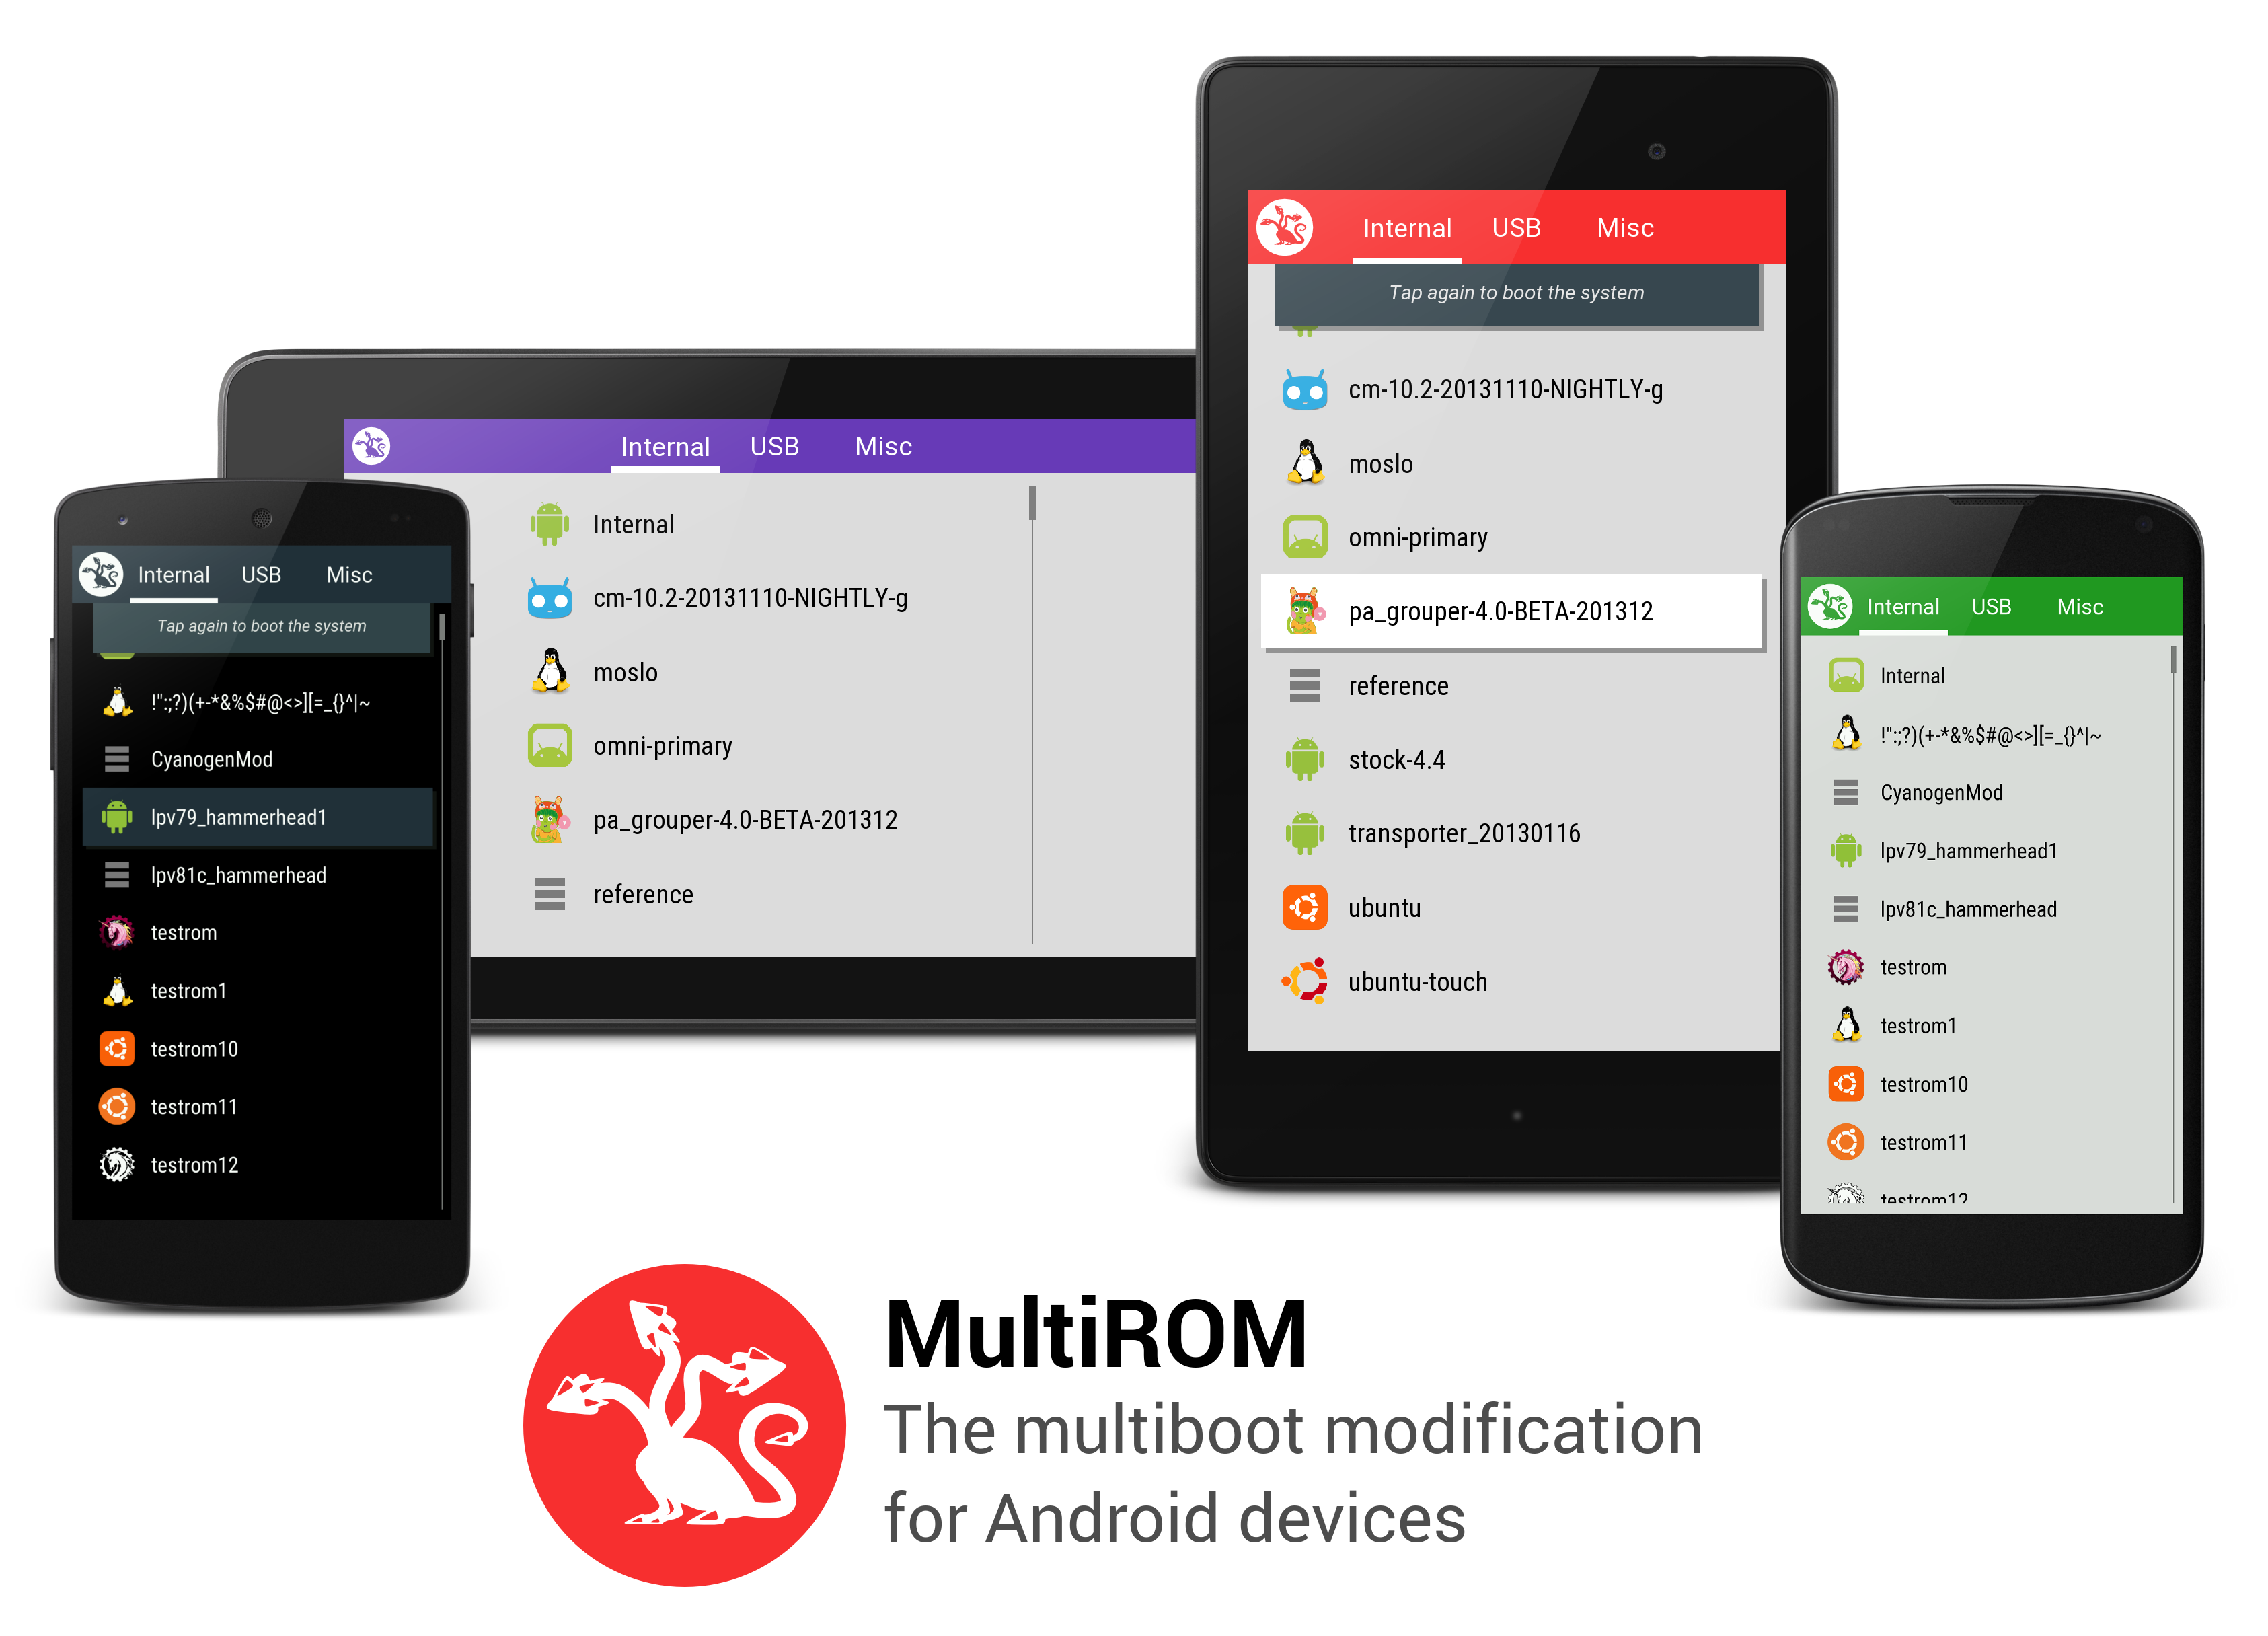 Internal USB Misc
Tap again to boot the system
!":;?)(+-*&%$#@<>][=_{}^|~
CyanogenMod
lpv79_hammerhead1
lpv81c_hammerhead
testrom
testrom1
testrom10
testrom11
testrom12
Internal USB Misc
Internal
cm-10.2-20131110-NIGHTLY-g
moslo
omni-primary
pa_grouper-4.0-BETA-201312
reference
Internal USB Misc
Tap again to boot the system
cm-10.2-20131110-NIGHTLY-g
moslo
omni-primary
pa_grouper-4.0-BETA-201312
reference
stock-4.4
transporter_20130116
ubuntu
ubuntu-touch
Internal USB Misc
Internal
!":;?)(+-*&%$#@<>][=_{}^|~
CyanogenMod
lpv79_hammerhead1
lpv81c_hammerhead
testrom
testrom1
testrom10
testrom11
testrom12
MultiROM
The multiboot modification
for Android devices